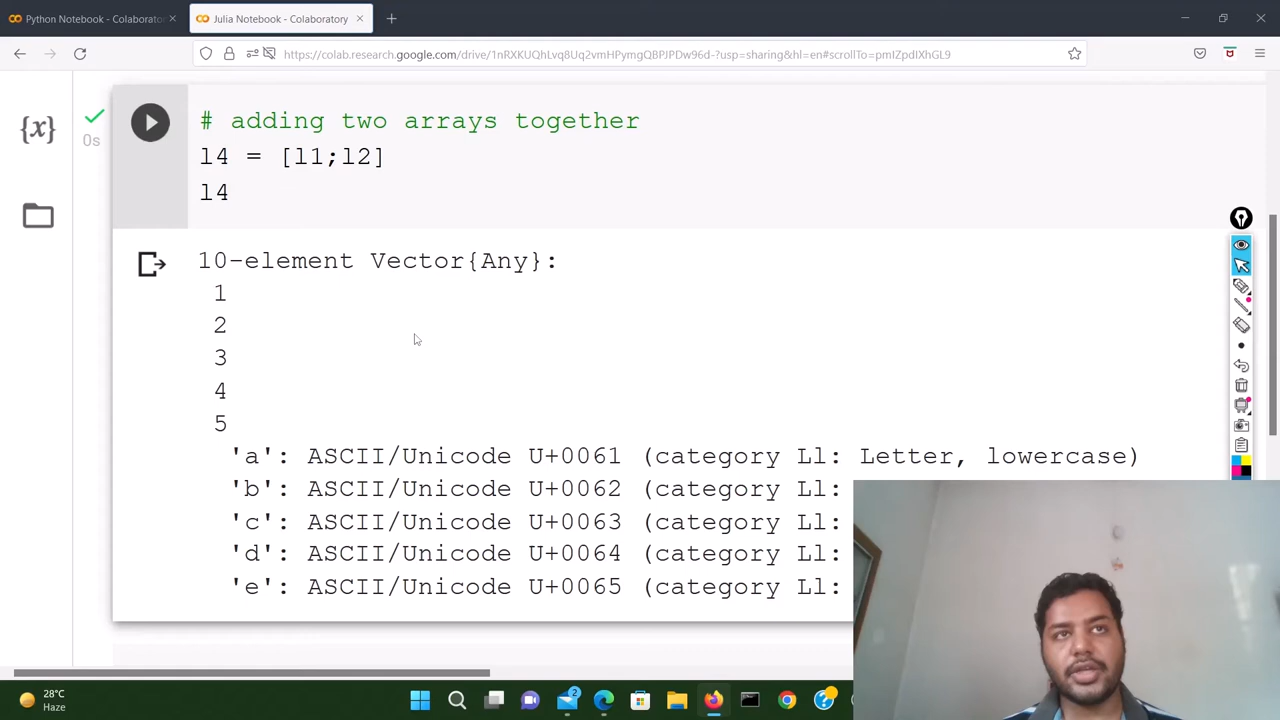 Python Notebook - Colaborator
Julia Notebook - Colaboratory
https://colab.research.google.com/drive/1nRXKUQhLvq8Uq2vmHPymgQBPJPDw96d-?usp=sharing&hl=en#scrollTo=pmIZpdIXhGL9
{x}
0s
# adding two arrays together
l4 = [l1;l2]
l4
10-element Vector{Any}:
1
2
3
4
5
'a': ASCII/Unicode U+0061 (category Ll: Letter, lowercase)
'b': ASCII/Unicode U+0062 (category Ll:
'c': ASCII/Unicode U+0063 (category Ll:
'd': ASCII/Unicode U+0064 (category Ll:
'e': ASCII/Unicode U+0065 (category Ll:
28°C
Haze
2